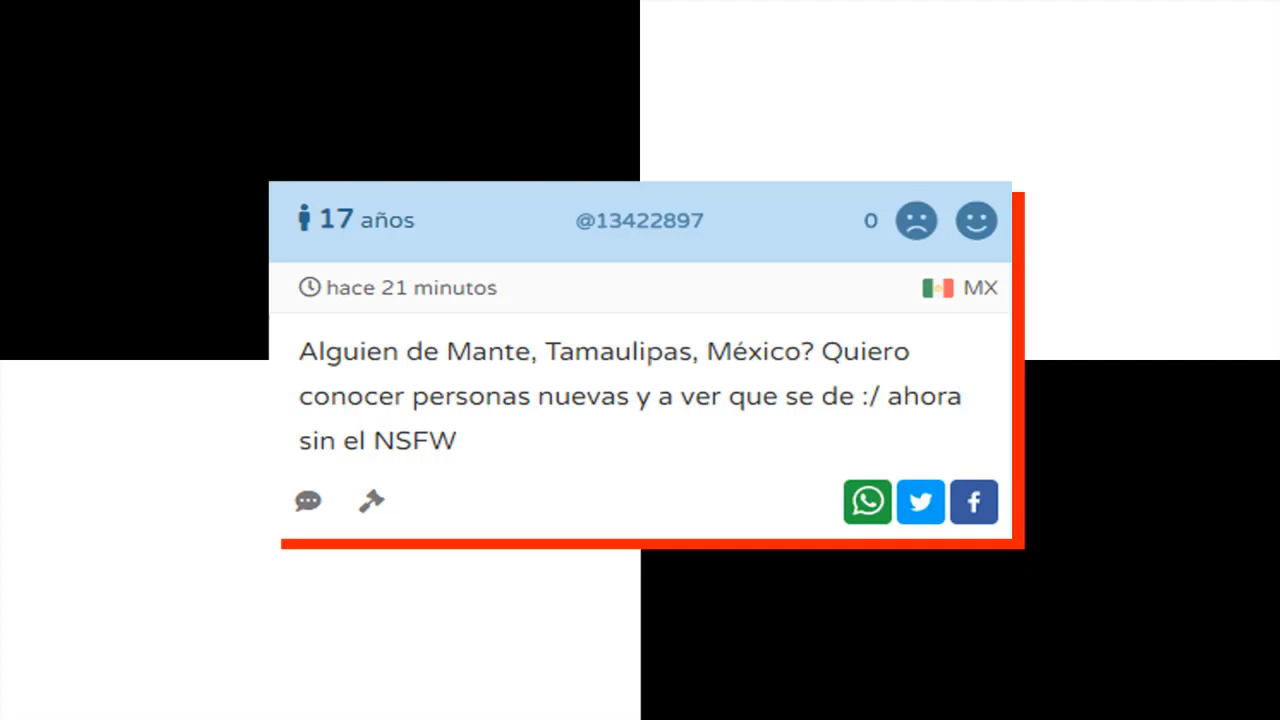 17 años @13422897 0
hace 21 minutos MX
Alguien de Mante, Tamaulipas, México? Quiero
conocer personas nuevas y a ver que se de :/ ahora
sin el NSFW